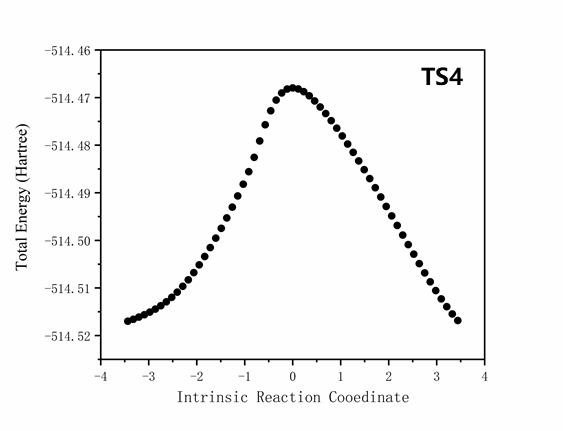 TS4
Total Energy (Hartree)
-514.46
-514.47
-514.48
-514.49
-514.50
-514.51
-514.52
-4 -3 -2 -1 0 1 2 3 4
Intrinsic Reaction Cooedinate